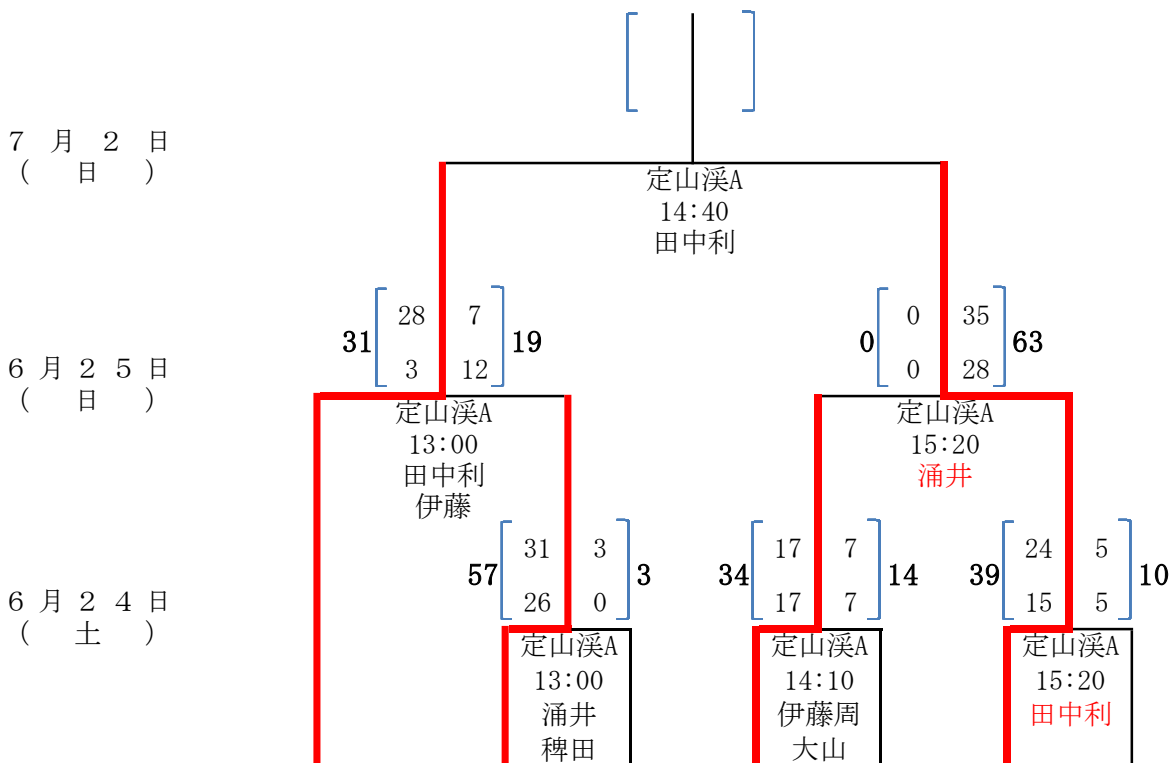 7 月 2 日
( 日 )
定山渓A
14:40
田中利
28 7
31 19
3 12
0 35
0 63
0 28
6 月 2 5 日
( 日 )
定山渓A
13:00
田中利
伊藤
定山渓A
15:20
涌井
31 3
57 3
26 0
17 7
34 14
17 7
24 5
39 10
15 5
6 月 2 4 日
( 土 )
定山渓A
13:00
涌井
稗田
定山渓A
14:10
伊藤周
大山
定山渓A
15:20
田中利